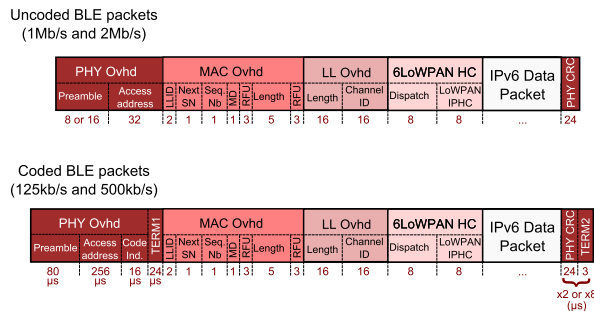 Uncoded BLE packets
(1Mb/s and 2Mb/s)
PHY Ovhd MAC Ovhd LL Ovhd 6LoWPAN HC IPv6 Data Packet PHY CRC
Preamble Access address LLID Next SN Seq. Nb MD RFU Length RFU Length Channel ID Dispatch LoWPAN IPHC
8 or 16 32 2 1 1 1 3 5 3 16 16 8 8 ... 24
Coded BLE packets
(125kb/s and 500kb/s)
PHY Ovhd TERM1 MAC Ovhd LL Ovhd 6LoWPAN HC IPv6 Data Packet PHY CRC TERM2
Preamble Access address Code Ind. LLID Next SN Seq. Nb MD RFU Length RFU Length Channel ID Dispatch LoWPAN IPHC
80 µs 256 µs 16 µs 24 µs 2 1 1 1 3 5 3 16 16 8 8 ... 24 3
x2 or x8
(µs)